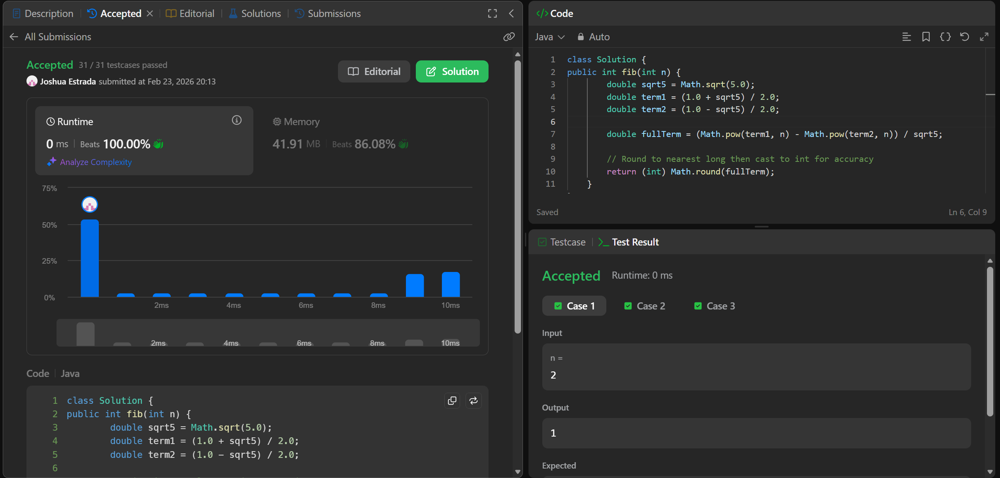 Description
Accepted
Editorial
Solutions
Submissions
All Submissions
Accepted 31 / 31 testcases passed
Joshua Estrada submitted at Feb 23, 2026 20:13
Editorial
Solution
Runtime
0 ms | Beats 100.00%
Analyze Complexity
Memory
41.91 MB | Beats 86.08%
75%
50%
25%
0%
2ms 4ms 6ms 8ms 10ms
2ms 4ms 6ms 8ms 10ms
Code | Java
1 class Solution {
2 public int fib(int n) {
3         double sqrt5 = Math.sqrt(5.0);
4         double term1 = (1.0 + sqrt5) / 2.0;
5         double term2 = (1.0 - sqrt5) / 2.0;
6
</> Code
Java
Auto
1 class Solution {
2 public int fib(int n) {
3         double sqrt5 = Math.sqrt(5.0);
4         double term1 = (1.0 + sqrt5) / 2.0;
5         double term2 = (1.0 - sqrt5) / 2.0;
6
7         double fullTerm = (Math.pow(term1, n) - Math.pow(term2, n)) / sqrt5;
8
9         // Round to nearest long then cast to int for accuracy
10         return (int) Math.round(fullTerm);
11     }
Saved
Ln 6, Col 9
Testcase
Test Result
Accepted Runtime: 0 ms
Case 1
Case 2
Case 3
Input
n =
2
Output
1
Expected